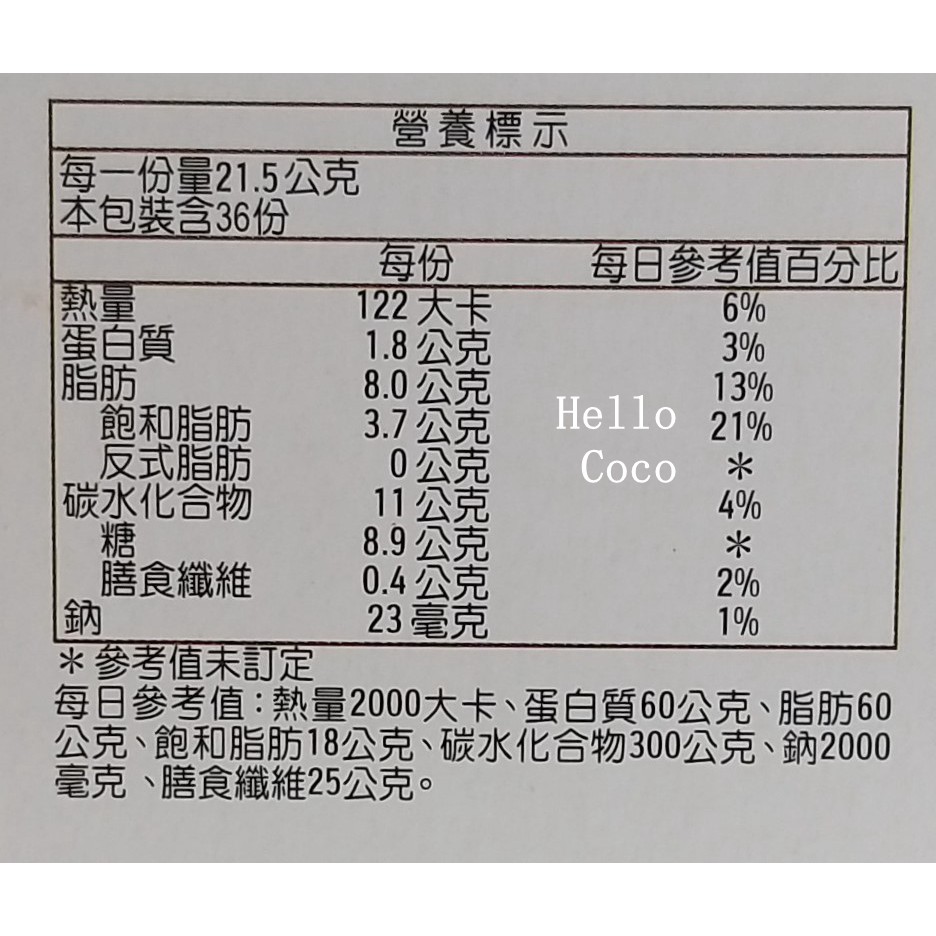 營養標示
每一份量21.5公克
本包裝含36份
每份 每日參考值百分比
熱量 122大卡 6%
蛋白質 1.8公克 3%
脂肪 8.0公克 13%
飽和脂肪 3.7公克 21%
反式脂肪 0公克 *
碳水化合物 11公克 4%
糖 8.9公克 *
膳食纖維 0.4公克 2%
鈉 23毫克 1%
Hello
Coco
*參考值未訂定
每日參考值:熱量2000大卡、蛋白質60公克、脂肪60
公克、飽和脂肪18公克、碳水化合物300公克、鈉2000
毫克、膳食纖維25公克。